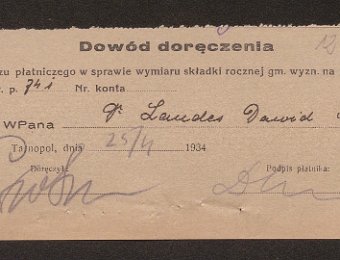 12
Dowód doręczenia
zu płatniczego w sprawie wymiaru składki rocznej gm. wyzn. na
r. p. 741 Nr. konta
WPana P. Landes Dawid
Tarnopol, dnia 25/4 1934
Doręczył: Podpis płatnika: